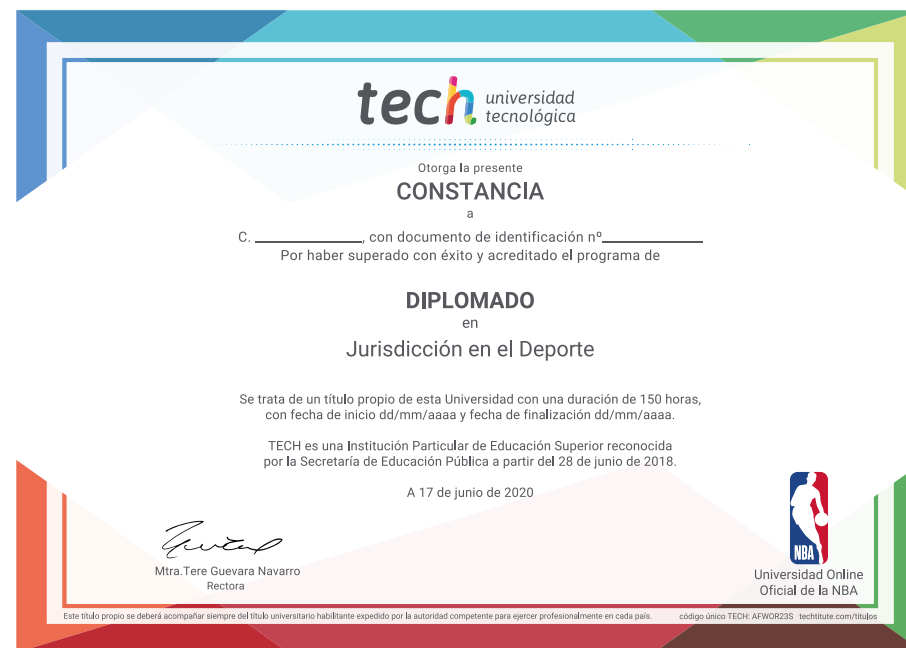 tech universidad
tecnológica
Otorga la presente
CONSTANCIA
a
C. ______________, con documento de identificación nº______________
Por haber superado con éxito y acreditado el programa de
DIPLOMADO
en
Jurisdicción en el Deporte
Se trata de un título propio de esta Universidad con una duración de 150 horas,
con fecha de inicio dd/mm/aaaa y fecha de finalización dd/mm/aaaa.
TECH es una Institución Particular de Educación Superior reconocida
por la Secretaría de Educación Pública a partir del 28 de junio de 2018.
A 17 de junio de 2020
Mtra.Tere Guevara Navarro
Rectora
NBA
Universidad Online
Oficial de la NBA
Este título propio se deberá acompañar siempre del título universitario habilitante expedido por la autoridad competente para ejercer profesionalmente en cada país. código único TECH: AFWOR23S techtitute.com/titulos